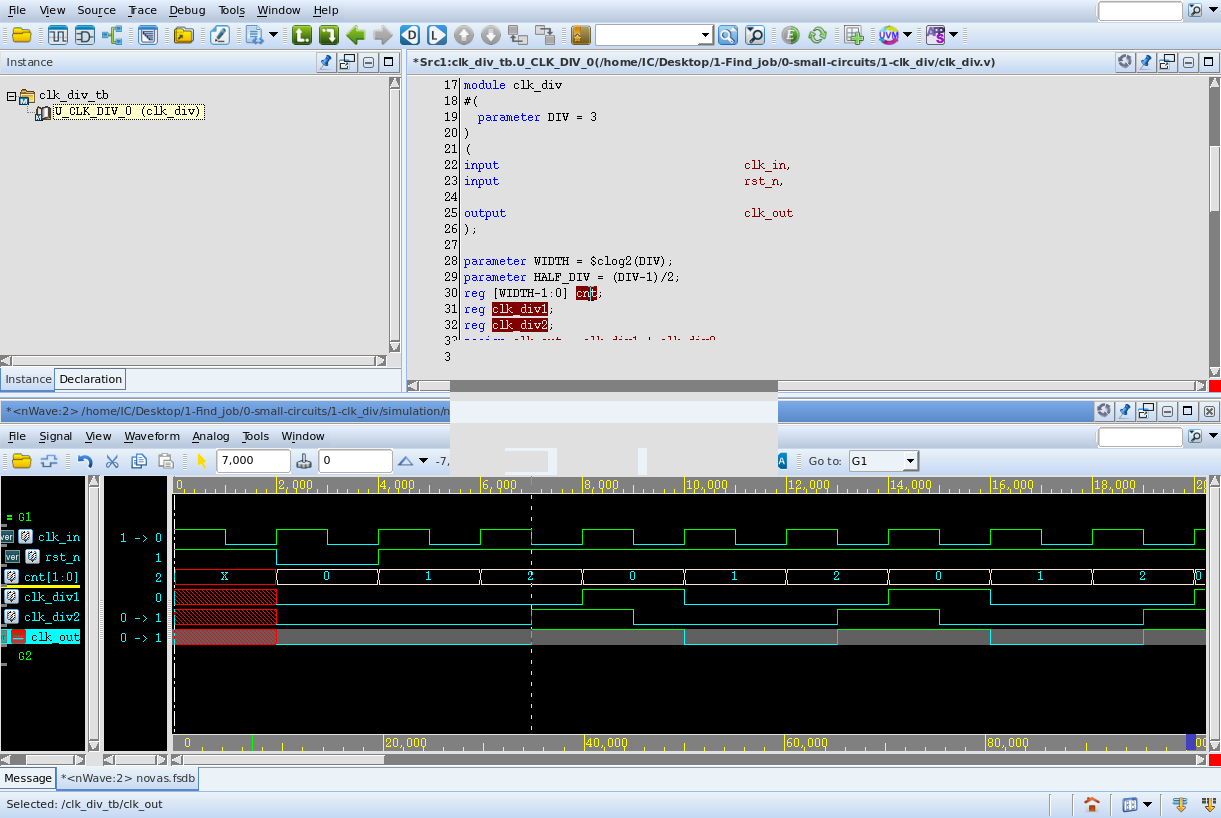 File View Source Trace Debug Tools Window Help
Instance
clk_div_tb
U_CLK_DIV_0 (clk_div)
Instance Declaration
*Src1:clk_div_tb.U_CLK_DIV_0(/home/IC/Desktop/1-Find_job/0-small-circuits/1-clk_div/clk_div.v)
17 module clk_div
18 #(
19 parameter DIV = 3
20 )
21 (
22 input clk_in,
23 input rst_n,
24
25 output clk_out
26 );
27
28 parameter WIDTH = $clog2(DIV);
29 parameter HALF_DIV = (DIV-1)/2;
30 reg [WIDTH-1:0] cnt;
31 reg clk_div1;
32 reg clk_div2;
3
*<nWave:2> /home/IC/Desktop/1-Find_job/0-small-circuits/1-clk_div/simulation/n
File Signal View Waveform Analog Tools Window
7,000 0 -7, Go to: G1
0 2,000 4,000 6,000 8,000 10,000 12,000 14,000 16,000 18,000 20
= G1
ver clk_in 1 -> 0
ver rst_n 1
cnt[1:0] 2 X 0 1 2 0 1 2 0 1 2 0
clk_div1 0
clk_div2 0 -> 1
clk_out 0 -> 1
G2
0 20,000 40,000 60,000 80,000 00
Message *<nWave:2> novas.fsdb
Selected: /clk_div_tb/clk_out